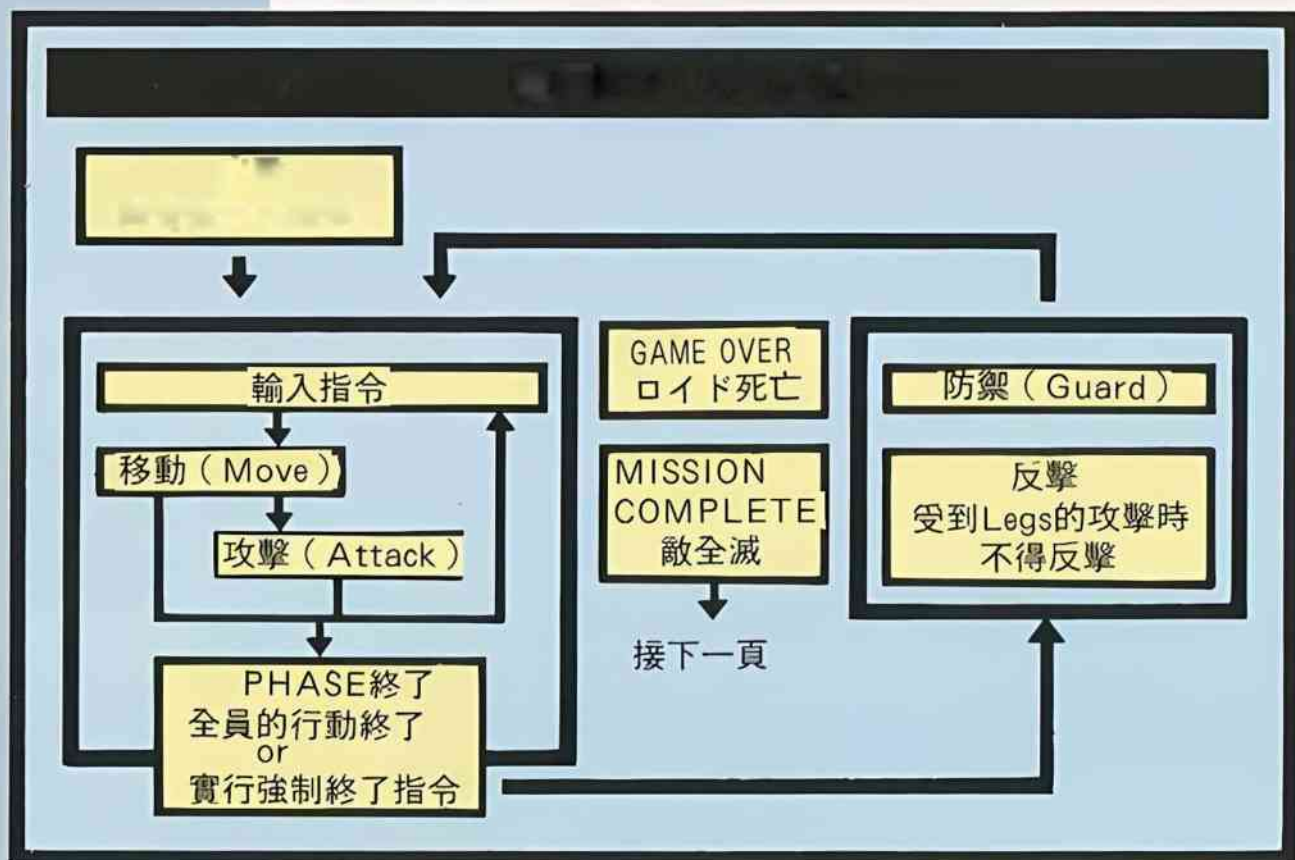 輸入指令
移動（Move）
攻擊（Attack）
PHASE終了
全員的行動終了
or
實行強制終了指令
GAME OVER
ロイド死亡
MISSION
COMPLETE
敵全滅
接下一頁
防禦（Guard）
反擊
受到Legs的攻擊時
不得反擊